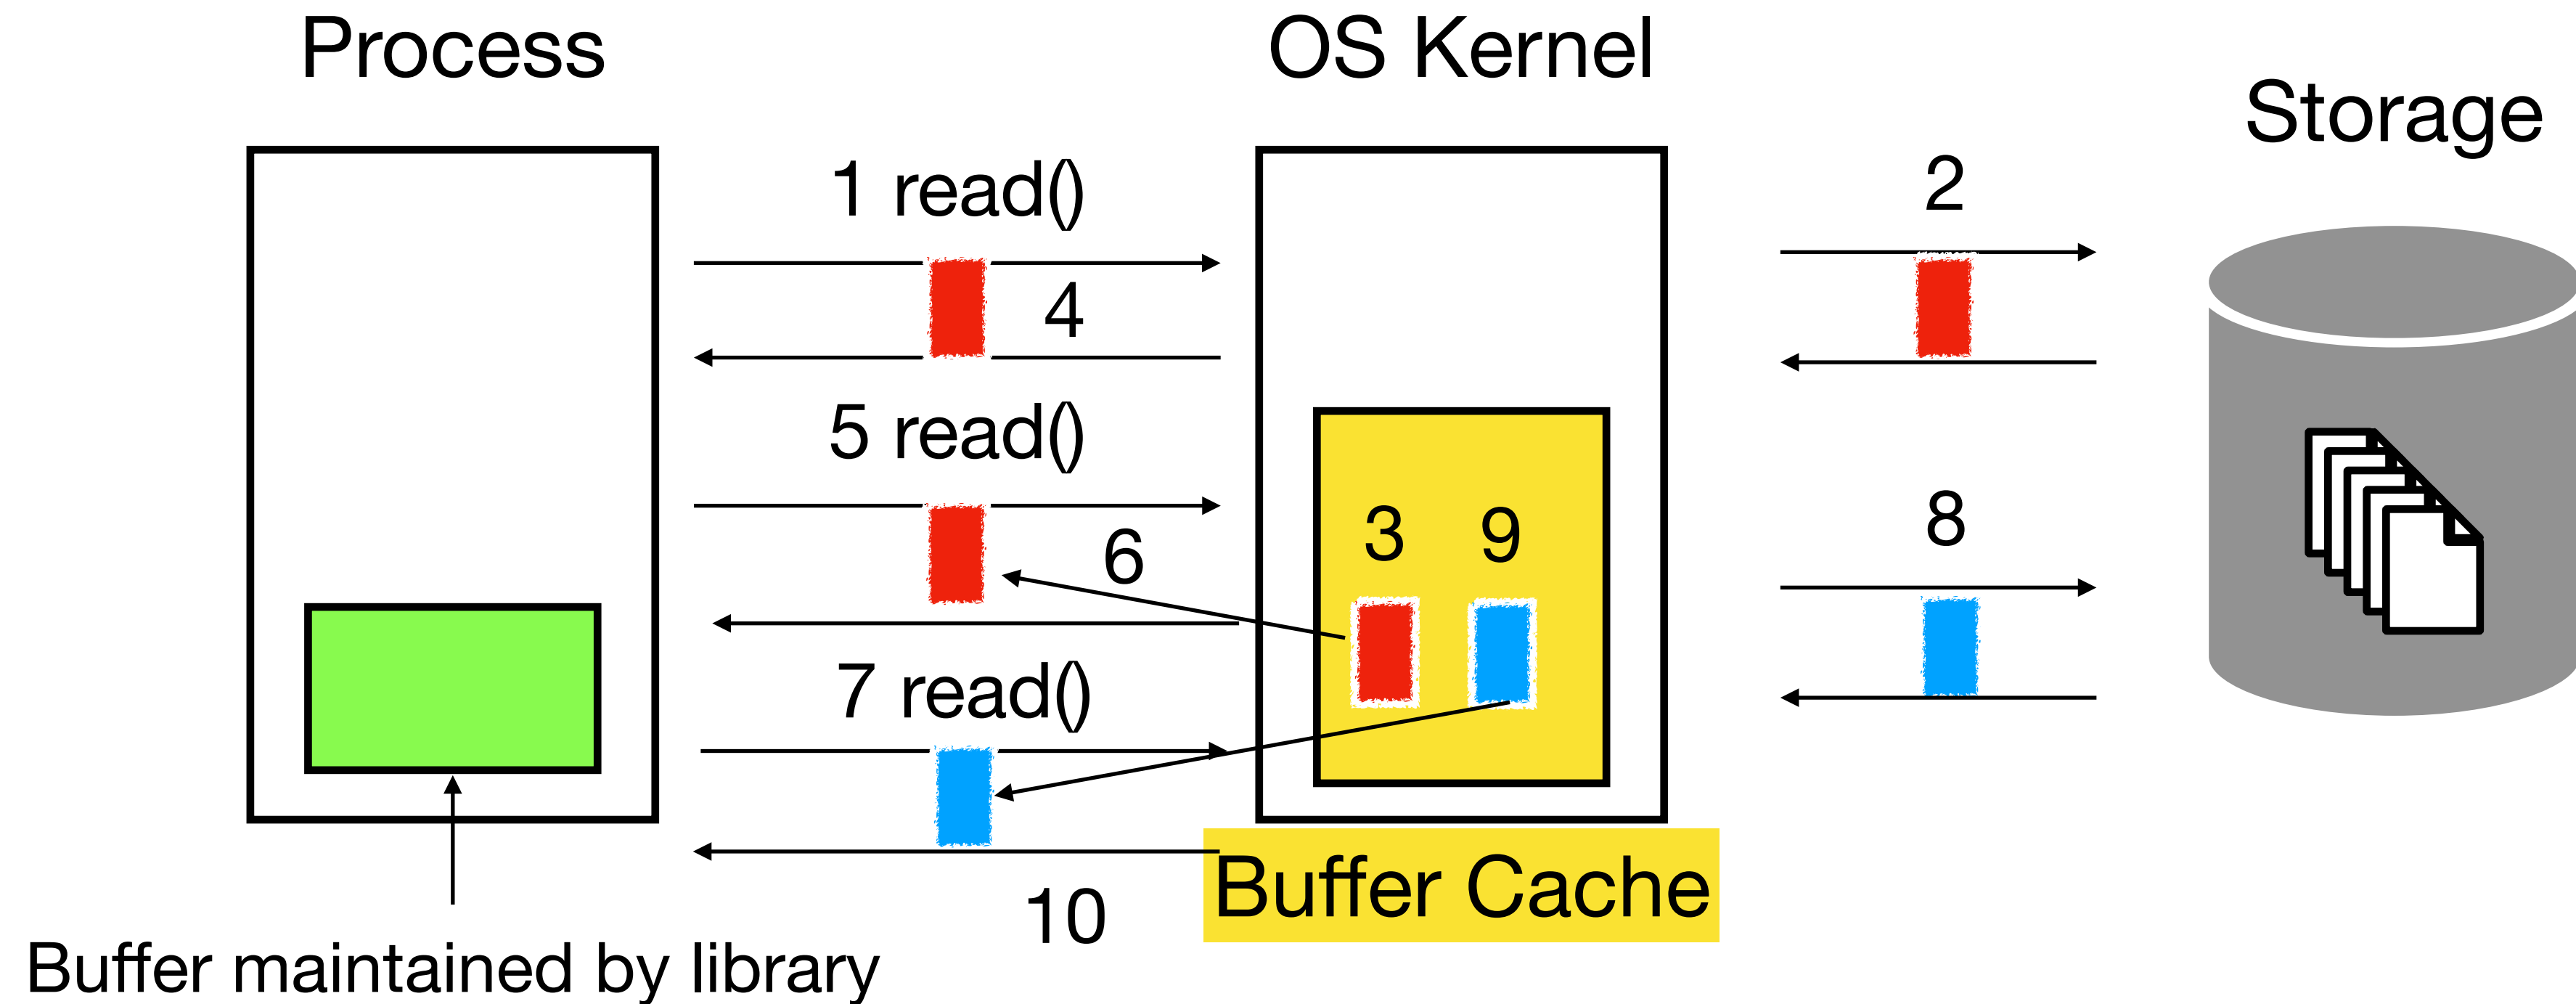 Process
OS Kernel
Storage
1 read()
2
4
5 read()
3 9
8
6
7 read()
Buffer Cache
10
Buffer maintained by library